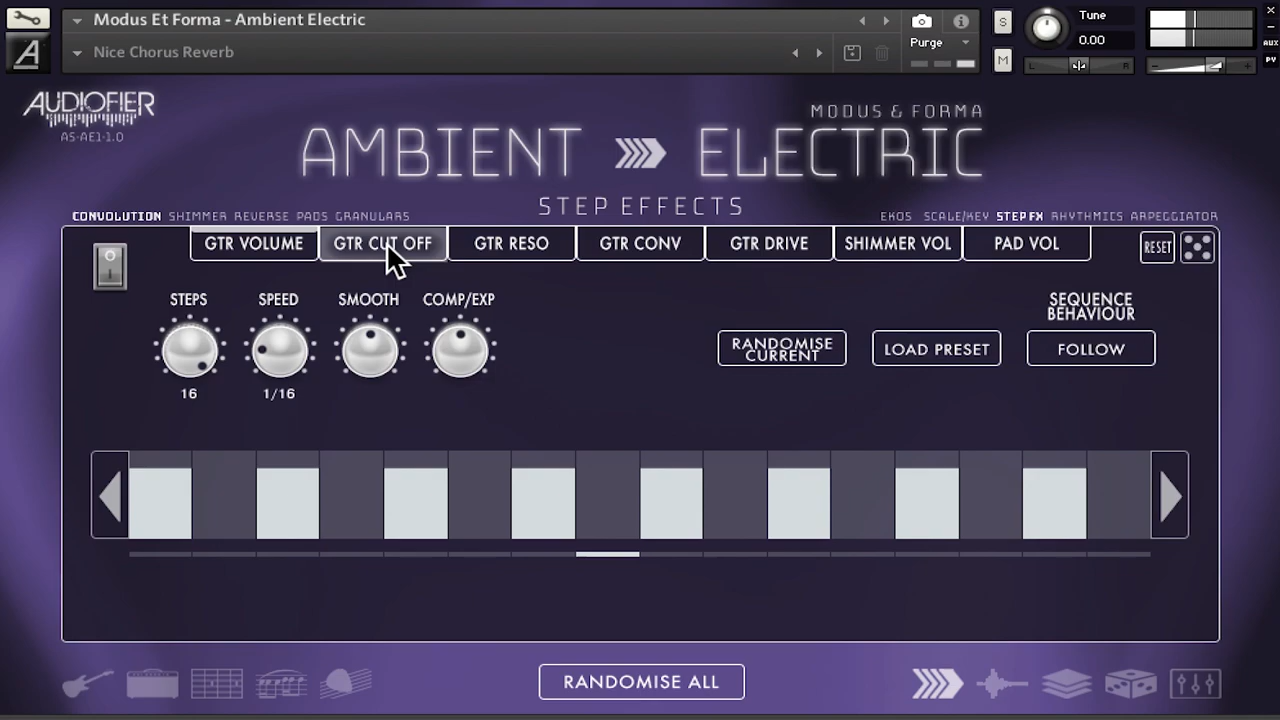 Modus Et Forma - Ambient Electric
Nice Chorus Reverb
Purge
S
M
Tune
0.00
L R
- +
×
-
AUX
PV
A
AUDIOFIER
AS-AE1-1.0
MODUS & FORMA
AMBIENT ELECTRIC
STEP EFFECTS
CONVOLUTION SHIMMER REVERSE PADS GRANULARS
EKOS SCALE/KEY STEPFX RHYTHMICS ARPEGGIATOR
GTR VOLUME GTR CUT OFF GTR RESO GTR CONV GTR DRIVE SHIMMER VOL PAD VOL
RESET
STEPS SPEED SMOOTH COMP/EXP
16 1/16
RANDOMISE
CURRENT
LOAD PRESET
SEQUENCE
BEHAVIOUR
FOLLOW
RANDOMISE ALL